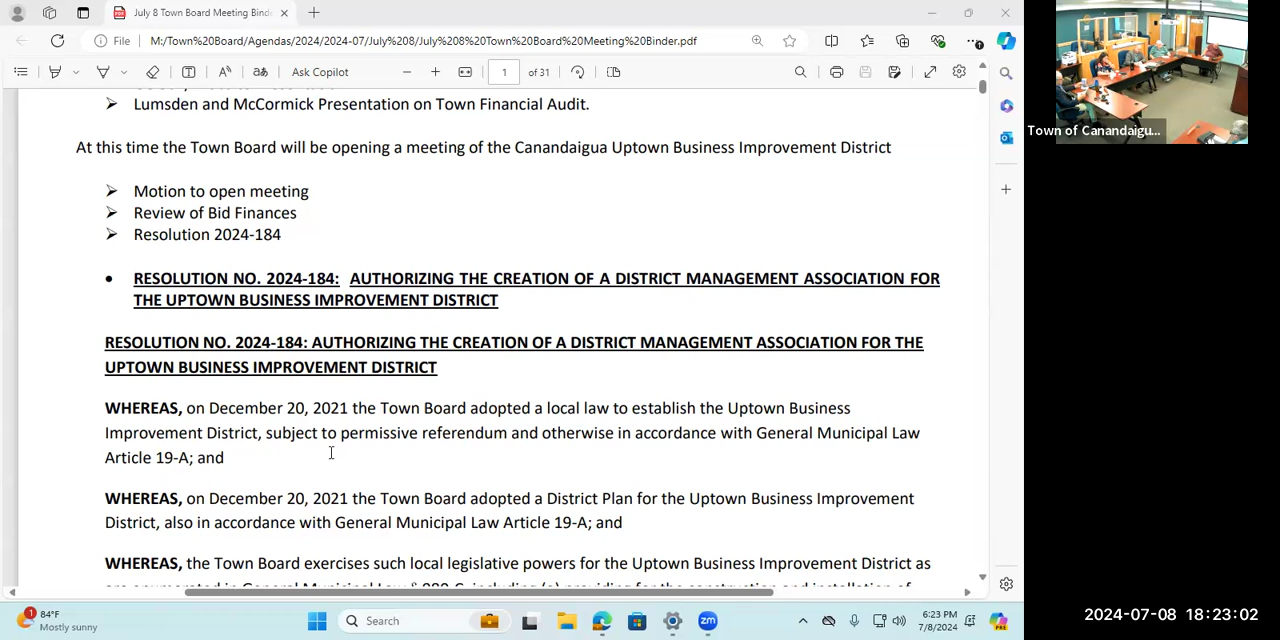 July 8 Town Board Meeting Bind
File
M:/Town%20Board/Agendas/2024/2024-07/July%208/July%208%20Town%20Board%20Meeting%20Binder.pdf
Ask Copilot
1 of 31
Lumsden and McCormick Presentation on Town Financial Audit.
At this time the Town Board will be opening a meeting of the Canandaigua Uptown Business Improvement District
➢ Motion to open meeting
➢ Review of Bid Finances
➢ Resolution 2024-184
• RESOLUTION NO. 2024-184: AUTHORIZING THE CREATION OF A DISTRICT MANAGEMENT ASSOCIATION FOR
THE UPTOWN BUSINESS IMPROVEMENT DISTRICT
RESOLUTION NO. 2024-184: AUTHORIZING THE CREATION OF A DISTRICT MANAGEMENT ASSOCIATION FOR THE
UPTOWN BUSINESS IMPROVEMENT DISTRICT
WHEREAS, on December 20, 2021 the Town Board adopted a local law to establish the Uptown Business
Improvement District, subject to permissive referendum and otherwise in accordance with General Municipal Law
Article 19-A; and
WHEREAS, on December 20, 2021 the Town Board adopted a District Plan for the Uptown Business Improvement
District, also in accordance with General Municipal Law Article 19-A; and
WHEREAS, the Town Board exercises such local legislative powers for the Uptown Business Improvement District as
Town of Canandaigu...
84°F
Mostly sunny
Search
6:23 PM
7/8/2024
2024-07-08 18:23:02